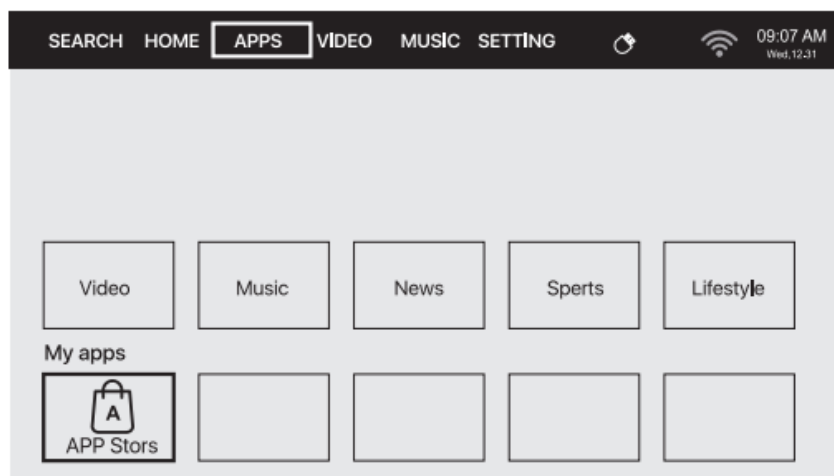 SEARCH HOME APPS VIDEO MUSIC SETTING 09:07 AM
Wed,12.31
Video Music News Sperts Lifestyle
My apps
A
APP Stors